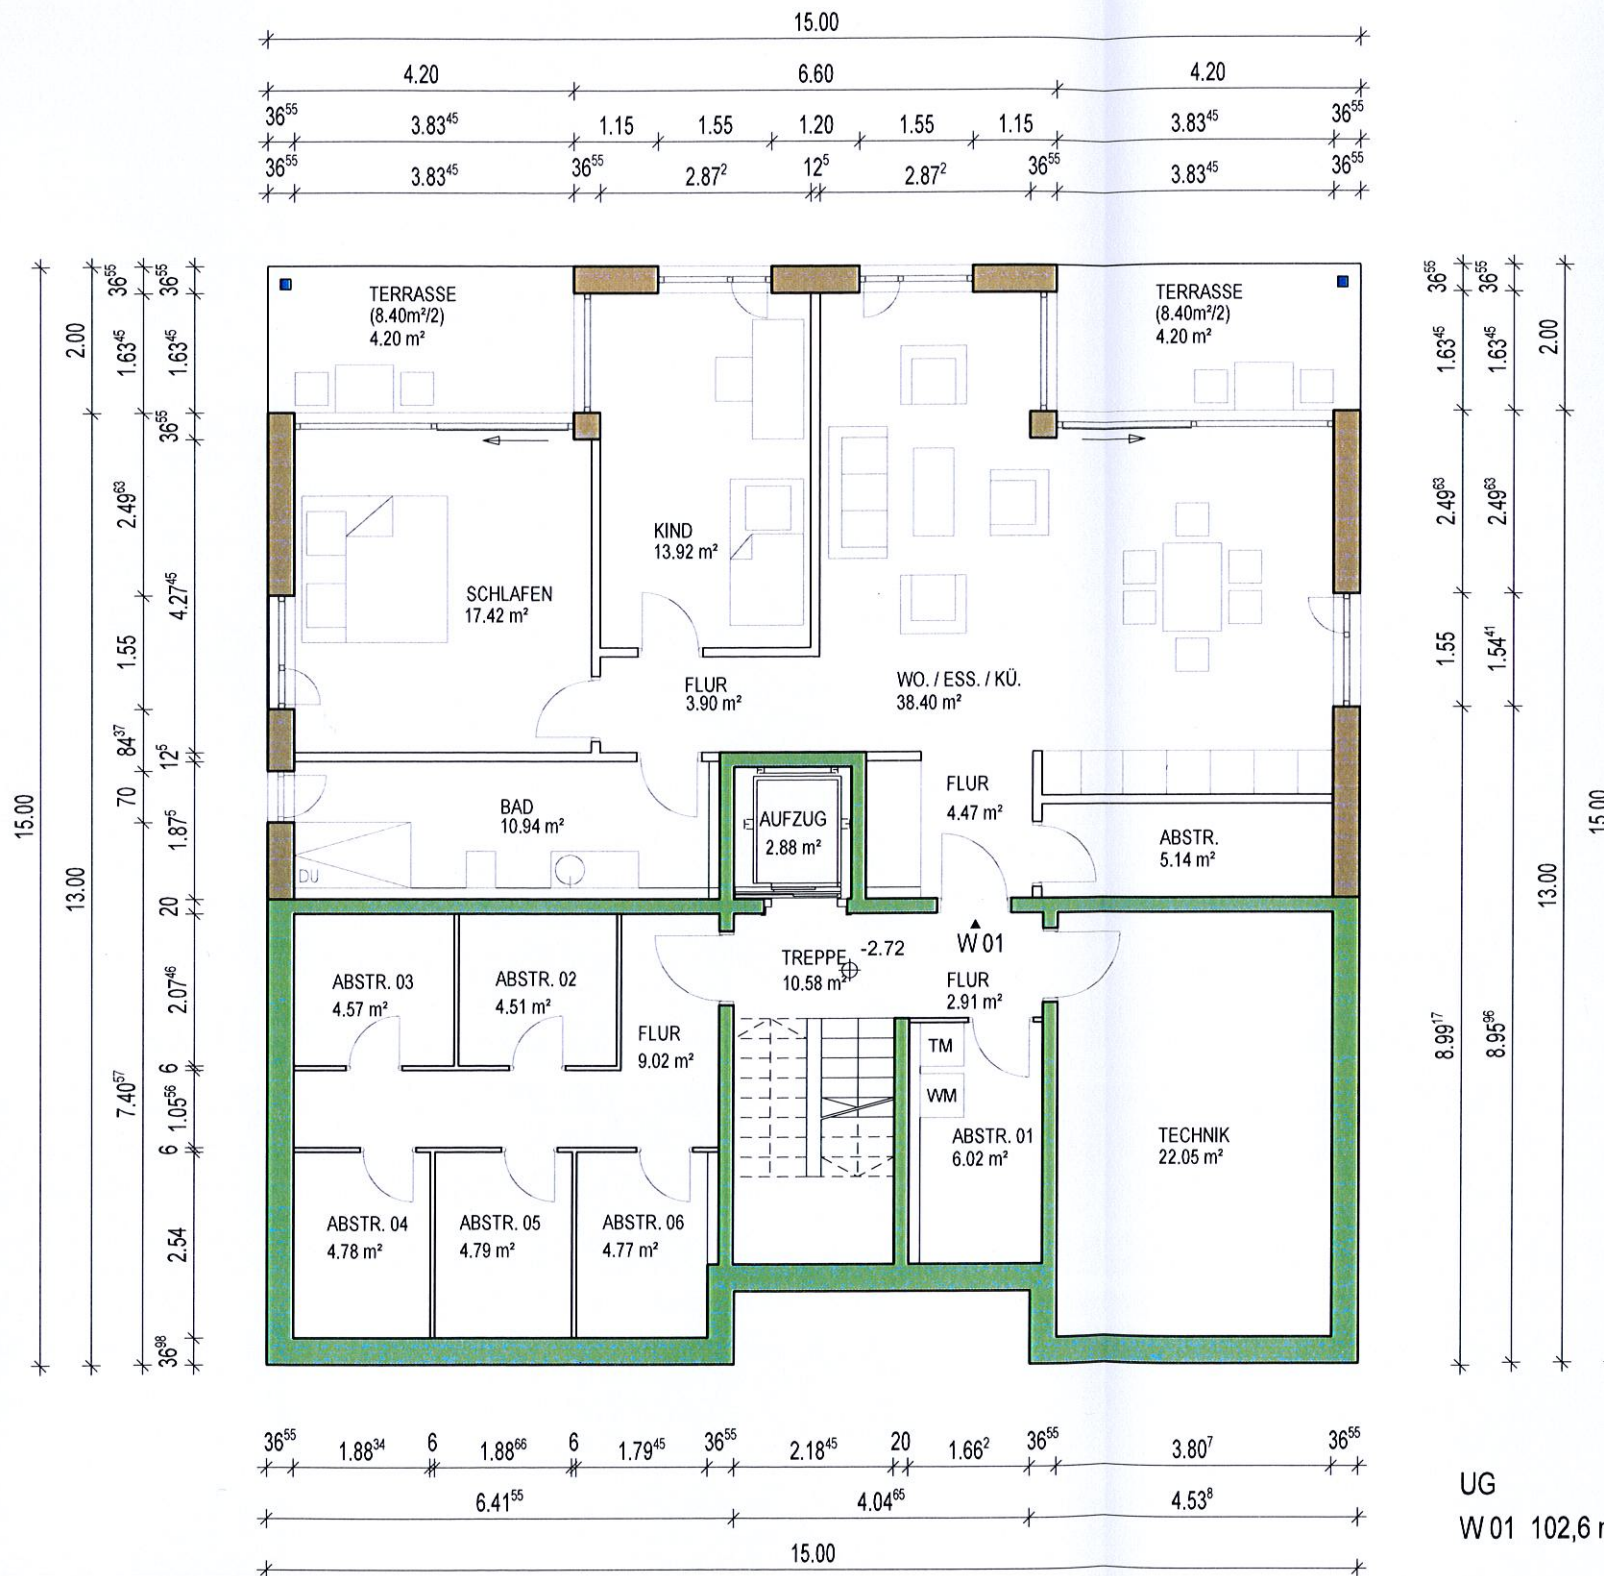 15.00
4.20 6.60 4.20
36⁵⁵ 3.83⁴⁵ 1.15 1.55 1.20 1.55 1.15 3.83⁴⁵ 36⁵⁵
36⁵⁵ 3.83⁴⁵ 36⁵⁵ 2.87² 12⁵ 2.87² 36⁵⁵ 3.83⁴⁵ 36⁵⁵
15.00
2.00
13.00
36⁵⁵
1.63⁴⁵
2.49⁶³
1.55
84³⁷
70
7.40⁵⁷
36⁵⁵
1.63⁴⁵
36⁵⁵
4.27⁴⁵
12⁵
1.87⁵
20
2.07⁴⁶
6
1.05⁵⁶
6
2.54
36⁹⁸
TERRASSE
(8.40m²/2)
4.20 m²
TERRASSE
(8.40m²/2)
4.20 m²
KIND
13.92 m²
SCHLAFEN
17.42 m²
FLUR
3.90 m²
WO. / ESS. / KÜ.
38.40 m²
BAD
10.94 m²
DU
AUFZUG
2.88 m²
FLUR
4.47 m²
ABSTR.
5.14 m²
W 01
TREPPE -2.72
10.58 m²
FLUR
2.91 m²
ABSTR. 03
4.57 m²
ABSTR. 02
4.51 m²
FLUR
9.02 m²
TM
WM
ABSTR. 01
6.02 m²
TECHNIK
22.05 m²
ABSTR. 04
4.78 m²
ABSTR. 05
4.79 m²
ABSTR. 06
4.77 m²
36⁵⁵
1.63⁴⁵
2.49⁶³
1.55
8.99¹⁷
36⁵⁵
1.63⁴⁵
2.49⁶³
1.54⁴¹
8.95⁹⁶
2.00
13.00
15.00
36⁵⁵ 1.88³⁴ 6 1.88⁶⁶ 6 1.79⁴⁵ 36⁵⁵ 2.18⁴⁵ 20 1.66² 36⁵⁵ 3.80⁷ 36⁵⁵
6.41⁵⁵ 4.04⁶⁵ 4.53⁸
15.00
UG
W 01 102,6